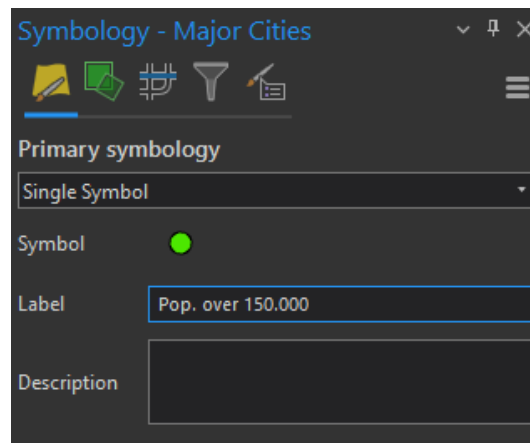 Symbology - Major Cities
Primary symbology
Single Symbol
Symbol
Label
Pop. over 150.000
Description